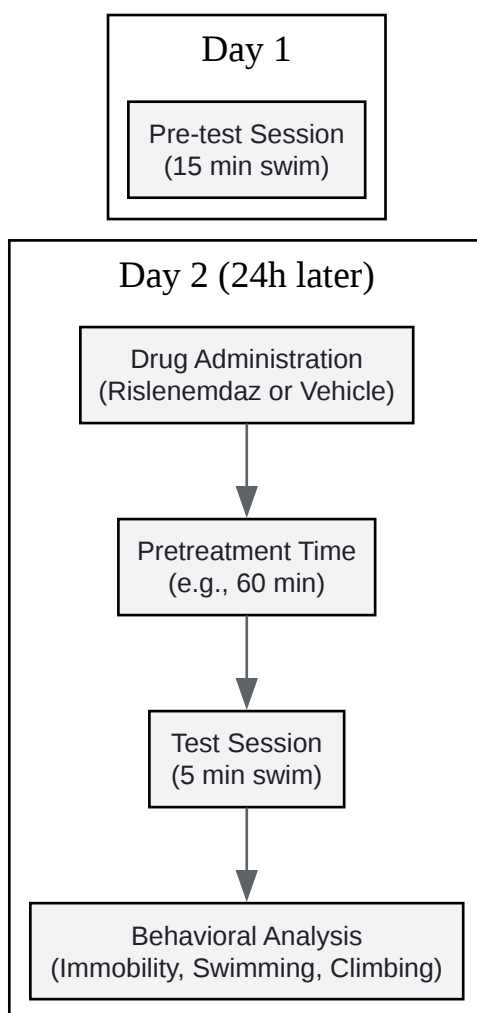 Day 1
Pre-test Session
(15 min swim)
Day 2 (24h later)
Drug Administration
(Rislenemdaz or Vehicle)
Pretreatment Time
(e.g., 60 min)
Test Session
(5 min swim)
Behavioral Analysis
(Immobility, Swimming, Climbing)